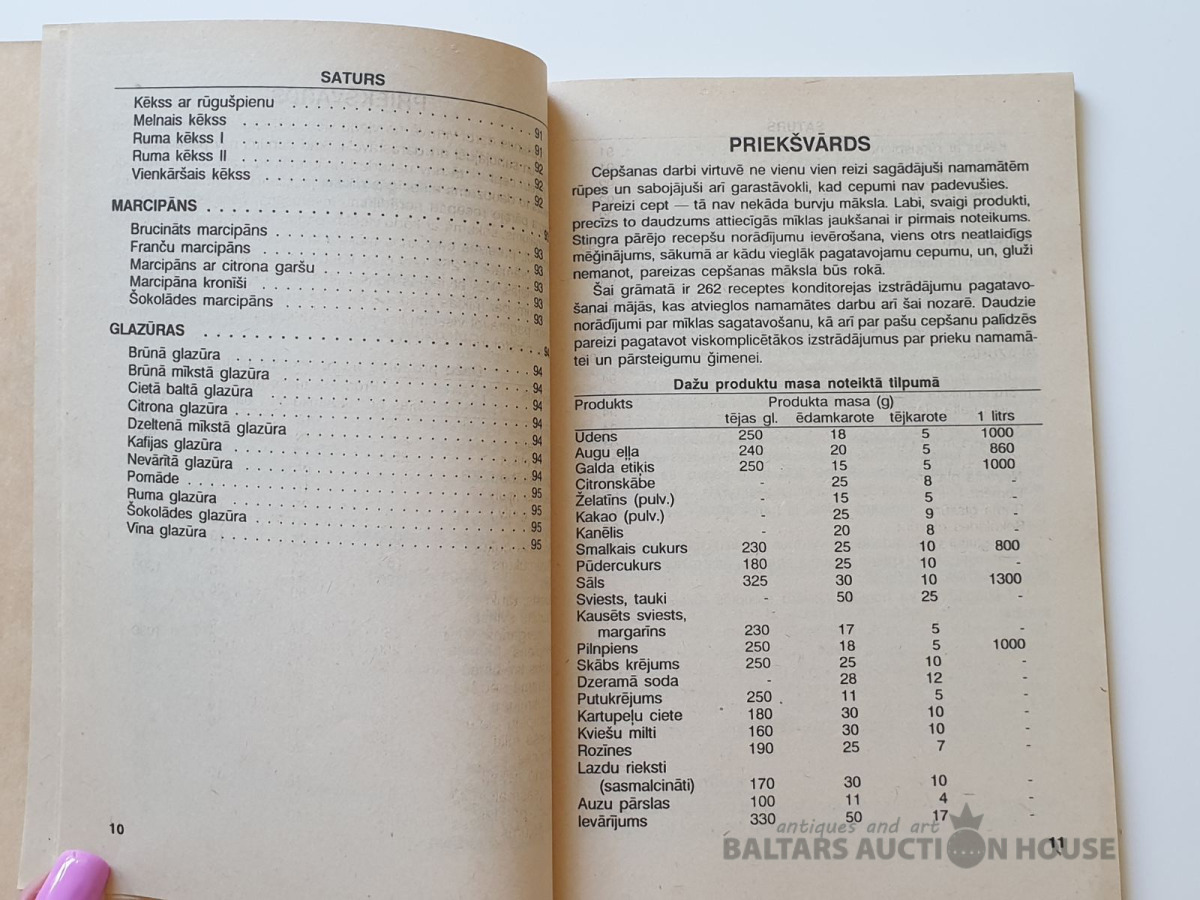 SATURS
Kēkss ar rūgušpienu . . . . . . . . . . . . . . . . 91
Melnais kēkss . . . . . . . . . . . . . . . . 91
Ruma kēkss I . . . . . . . . . . . . . . . . 92
Ruma kēkss II . . . . . . . . . . . . . . . . 92
Vienkāršais kēkss . . . . . . . . . . . . . . . . 92
MARCIPĀNS . . . . . . . . . . . . . . . .
Brucināts marcipāns . . . . . . . . . . . . . . . . 93
Franču marcipāns . . . . . . . . . . . . . . . . 93
Marcipāns ar citrona garšu . . . . . . . . . . . . . . . . 93
Marcipāna kronīši . . . . . . . . . . . . . . . . 93
Šokolādes marcipāns . . . . . . . . . . . . . . . . 93
GLAZŪRAS . . . . . . . . . . . . . . . .
Brūnā glazūra . . . . . . . . . . . . . . . . 94
Brūnā mīkstā glazūra . . . . . . . . . . . . . . . . 94
Cietā baltā glazūra . . . . . . . . . . . . . . . . 94
Citrona glazūra . . . . . . . . . . . . . . . . 94
Dzeltenā mīkstā glazūra . . . . . . . . . . . . . . . . 94
Kafijas glazūra . . . . . . . . . . . . . . . . 94
Nevārītā glazūra . . . . . . . . . . . . . . . . 94
Pomāde . . . . . . . . . . . . . . . . 95
Ruma glazūra . . . . . . . . . . . . . . . . 95
Šokolādes glazūra . . . . . . . . . . . . . . . . 95
Vīna glazūra . . . . . . . . . . . . . . . . 95
10
PRIEKŠVĀRDS
Cepšanas darbi virtuvē ne vienu vien reizi sagādājuši namamātēm
rūpes un sabojājuši arī garastāvokli, kad cepumi nav padevušies.
Pareizi cept — tā nav nekāda burvju māksla. Labi, svaigi produkti,
precīzs to daudzums attiecīgās mīklas jaukšanai ir pirmais noteikums.
Stingra pārējo recepšu norādījumu ievērošana, viens otrs neatlaidīgs
mēģinājums, sākumā ar kādu vieglāk pagatavojamu cepumu, un, gluži
nemanot, pareizas cepšanas māksla būs rokā.
Šai grāmatā ir 262 receptes konditorejas izstrādājumu pagatavo-
šanai mājās, kas atvieglos namamātes darbu arī šai nozarē. Daudzie
norādījumi par mīklas sagatavošanu, kā arī par pašu cepšanu palīdzēs
pareizi pagatavot viskomplicētākos izstrādājumus par prieku namamā-
tei un pārsteigumu ģimenei.
Dažu produktu masa noteiktā tilpumā
Produkts Produkta masa (g)
tējas gl. ēdamkarote tējkarote 1 litrs
Ūdens 250 18 5 1000
Augu eļļa 240 20 5 860
Galda etiķis 250 15 5 1000
Citronskābe - 25 8 -
Želatīns (pulv.) - 15 5 -
Kakao (pulv.) - 25 9 -
Kanēlis - 20 8 -
Smalkais cukurs 230 25 10 800
Pūdercukurs 180 25 10 -
Sāls 325 30 10 1300
Sviests, tauki - 50 25 -
Kausēts sviests,
margarīns 230 17 5 -
Pilnpiens 250 18 5 1000
Skābs krējums 250 25 10 -
Dzeramā soda - 28 12 -
Putukrējums 250 11 5 -
Kartupeļu ciete 180 30 10 -
Kviešu milti 160 30 10 -
Rozīnes 190 25 7 -
Lazdu rieksti
(sasmalcināti) 170 30 10 -
Auzu pārslas 100 11 4 -
Ievārījums 330 50 17 -
11
antiques and art
BALTARS AUCTION HOUSE